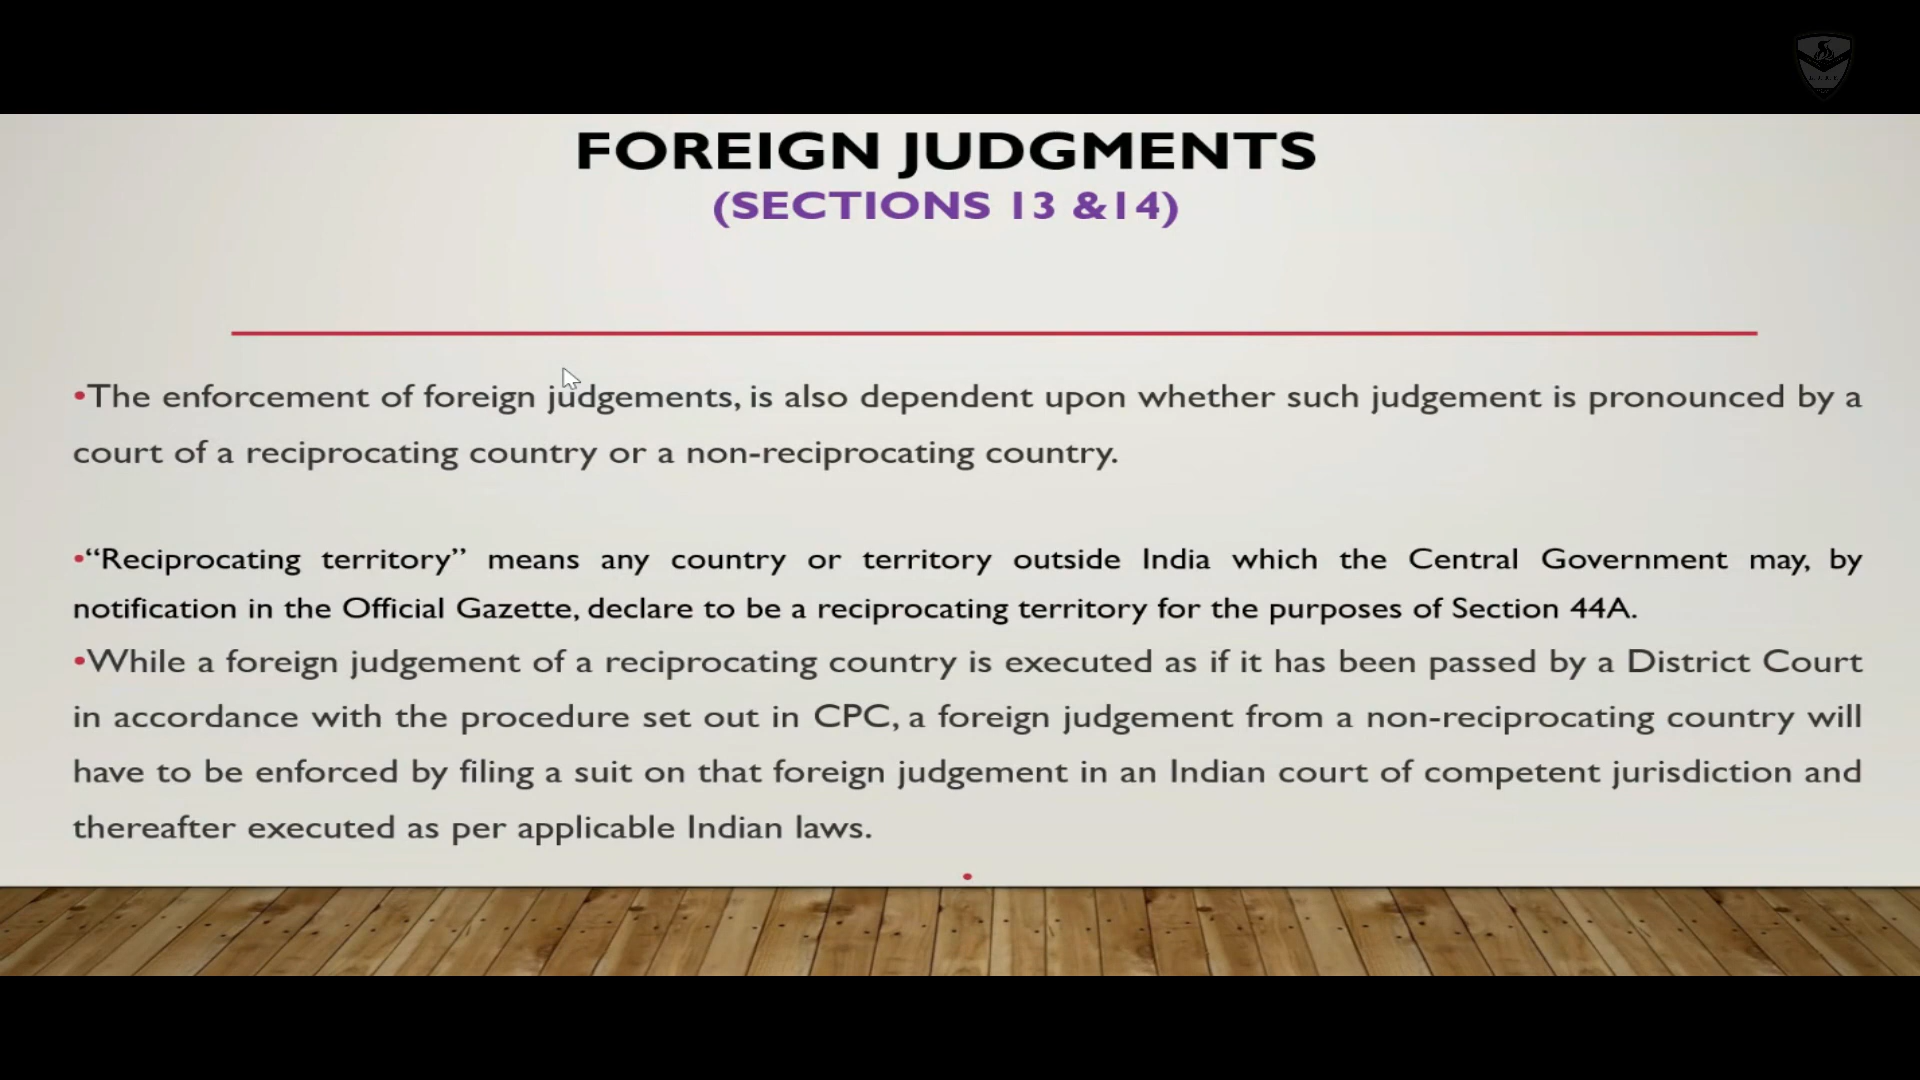 FOREIGN JUDGMENTS
(SECTIONS 13 &14)
•The enforcement of foreign judgements, is also dependent upon whether such judgement is pronounced by a
court of a reciprocating country or a non-reciprocating country.
•“Reciprocating territory” means any country or territory outside India which the Central Government may, by
notification in the Official Gazette, declare to be a reciprocating territory for the purposes of Section 44A.
•While a foreign judgement of a reciprocating country is executed as if it has been passed by a District Court
in accordance with the procedure set out in CPC, a foreign judgement from a non-reciprocating country will
have to be enforced by filing a suit on that foreign judgement in an Indian court of competent jurisdiction and
thereafter executed as per applicable Indian laws.
•